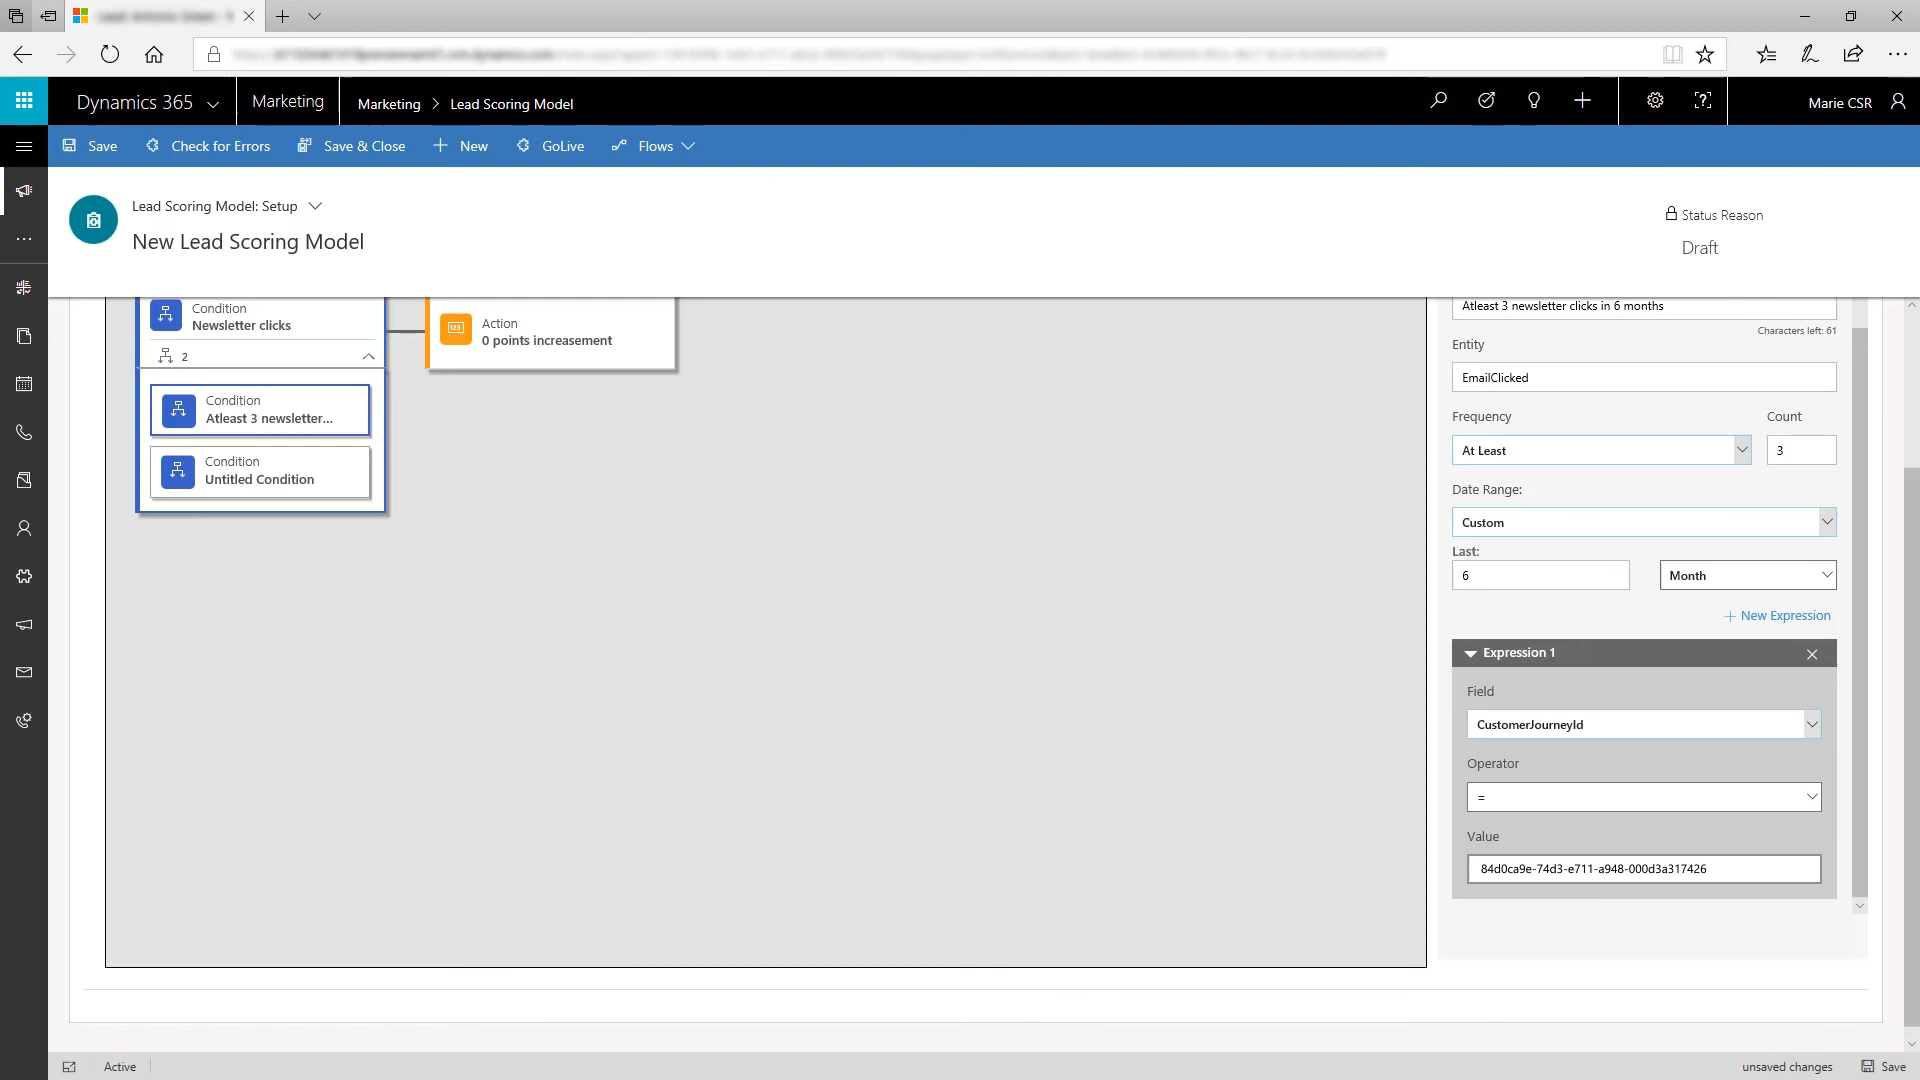 Dynamics 365
Marketing
Marketing > Lead Scoring Model
Marie CSR
Save
Check for Errors
Save & Close
New
GoLive
Flows
Lead Scoring Model: Setup
New Lead Scoring Model
Status Reason
Draft
Condition
Newsletter clicks
2
Condition
Atleast 3 newsletter...
Condition
Untitled Condition
Action
0 points increasement
Atleast 3 newsletter clicks in 6 months
Characters left: 61
Entity
EmailClicked
Frequency
Count
At Least
3
Date Range:
Custom
Last:
6
Month
+ New Expression
Expression 1
Field
CustomerJourneyId
Operator
=
Value
84d0ca9e-74d3-e711-a948-000d3a317426
Active
unsaved changes
Save